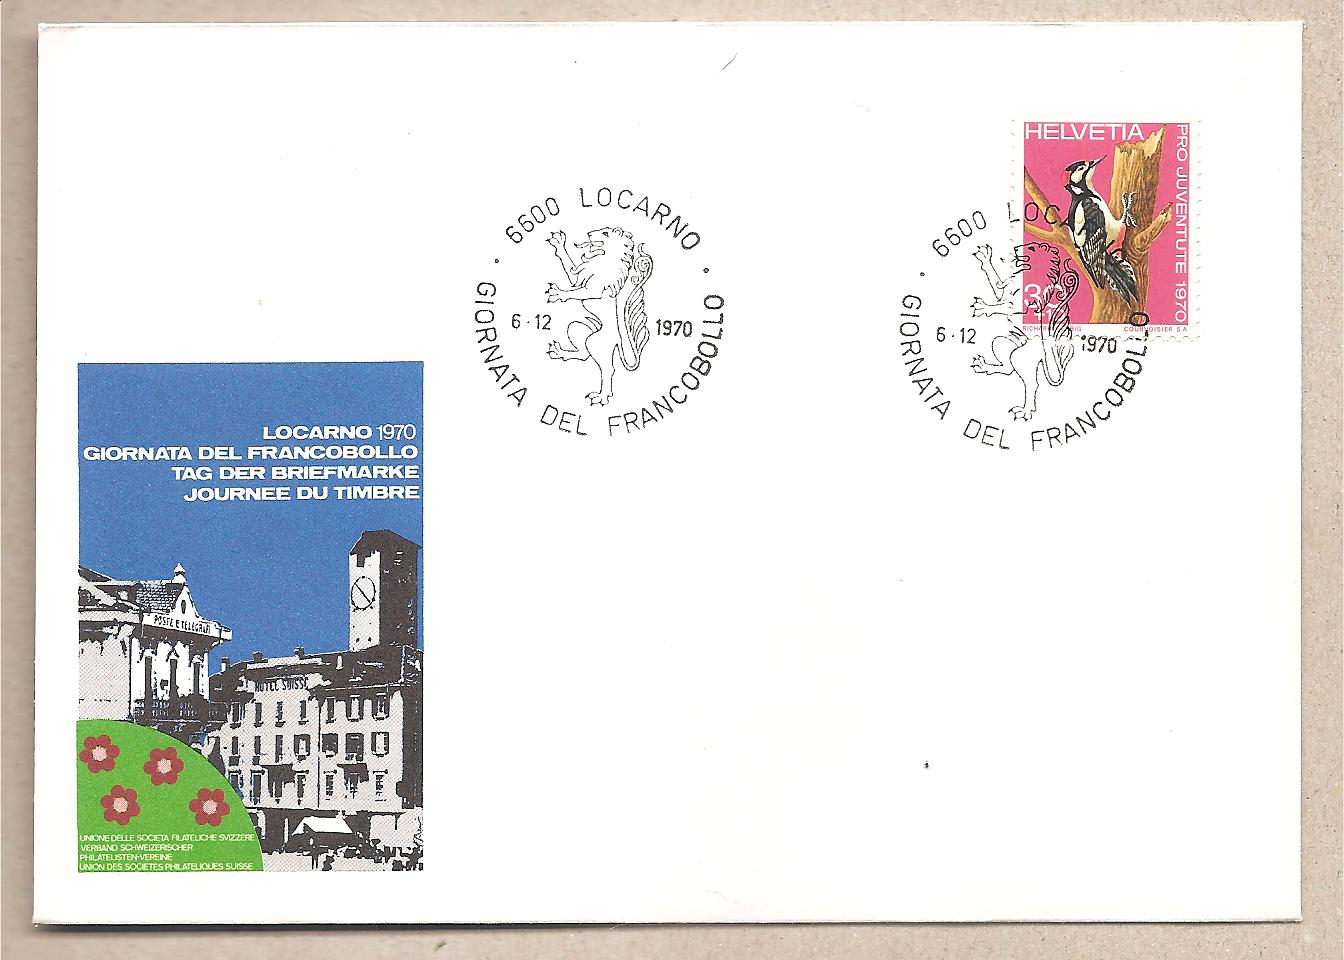 HELVETIA
PRO JUVENTUTE 1970
30
COURVOISIER S.A
6600 LOCARNO
6·12 1970
GIORNATA DEL FRANCOBOLLO
6600 LOCARNO
6·12 1970
GIORNATA DEL FRANCOBOLLO
LOCARNO 1970
GIORNATA DEL FRANCOBOLLO
TAG DER BRIEFMARKE
JOURNEE DU TIMBRE
POSTE E TELEGRAFI
HOTEL SUISSE
UNIONE DELLE SOCIETA FILATELICHE SVIZZERE
VERBAND SCHWEIZERISCHER
PHILATELISTEN-VEREINE
UNION DES SOCIETES PHILATELIQUES SUISSE